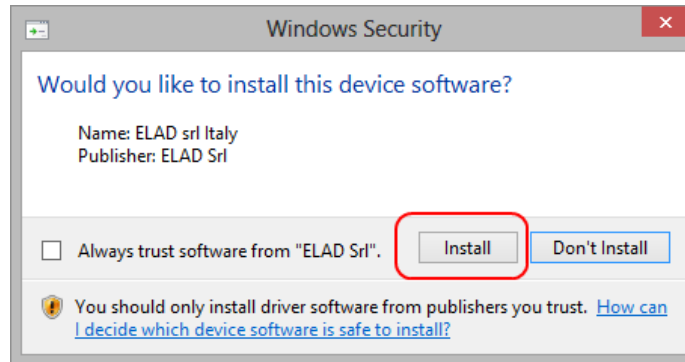 Windows Security
Would you like to install this device software?
Name: ELAD srl Italy
Publisher: ELAD Srl
Always trust software from "ELAD Srl".
Install
Don't Install
You should only install driver software from publishers you trust. How can
I decide which device software is safe to install?